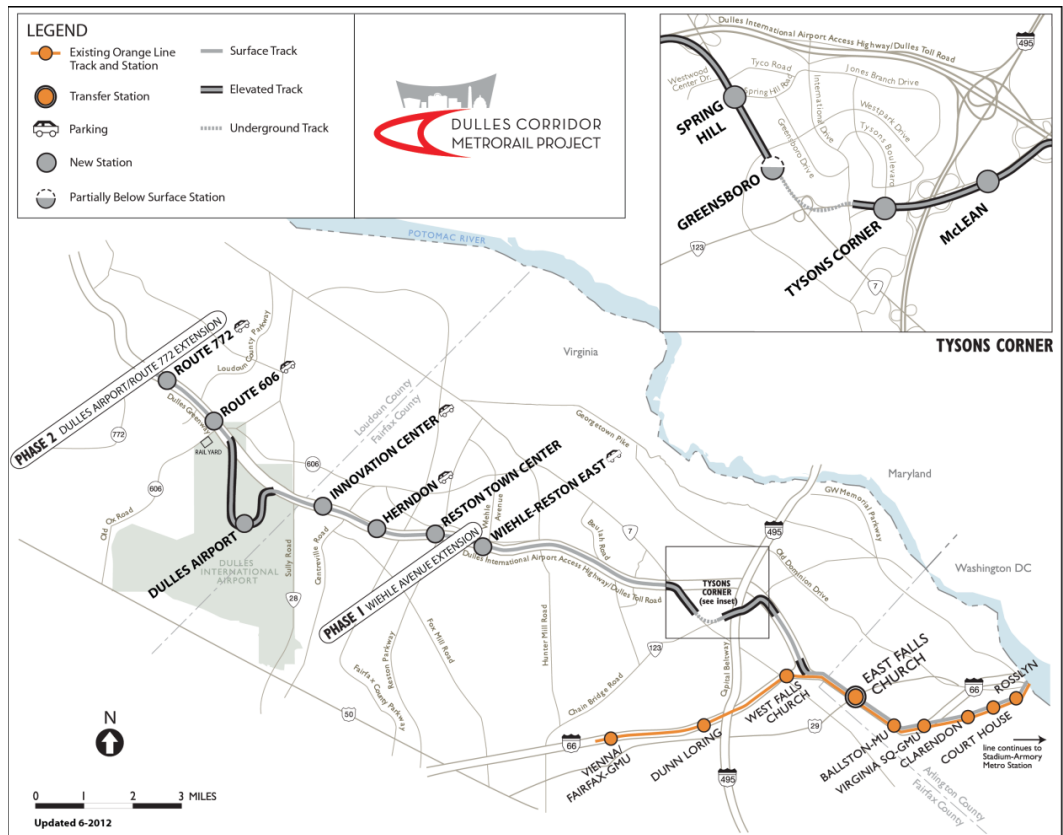 LEGEND
Existing Orange Line
Track and Station
Transfer Station
Parking
New Station
Partially Below Surface Station
Surface Track
Elevated Track
Underground Track
DULLES CORRIDOR
METRORAIL PROJECT
Dulles International Airport Access Highway/Dulles Toll Road
495
Westwood
Center Dr.
Tyco Road
Spring Hill Road
International Drive
Jones Branch Drive
Westpark Drive
Tysons Boulevard
Greensboro Drive
SPRING
HILL
GREENSBORO
TYSONS CORNER
McLEAN
123
7
TYSONS CORNER
POTOMAC RIVER
Virginia
Maryland
Washington DC
PHASE 2 DULLES AIRPORT/ROUTE 772 EXTENSION
ROUTE 772
Loudoun County Parkway
ROUTE 606
Dulles Greenway
RAIL YARD
772
606
606
Old Ox Road
Loudoun County
Fairfax County
INNOVATION CENTER
HERNDON
RESTON TOWN CENTER
Wiehle
Avenue
WIEHLE-RESTON EAST
DULLES AIRPORT
DULLES
INTERNATIONAL
AIRPORT
Sully Road
28
Centreville Road
PHASE 1 WIEHLE AVENUE EXTENSION
Dulles International Airport Access Highway/Dulles Toll Road
Georgetown Pike
Beulah Road
7
GW Memorial Parkway
495
Old Dominion Drive
TYSONS
CORNER
(see inset)
123
Fox Mill Road
Reston Parkway
Fairfax County
Parkway
Hunter Mill Road
Chain Bridge Road
Capital Beltway
50
66
VIENNA/
FAIRFAX-GMU
DUNN LORING
WEST FALLS
CHURCH
29
495
EAST FALLS
CHURCH
BALLSTON-MU
VIRGINIA SQ-GMU
CLARENDON
COURT HOUSE
ROSSLYN
66
line continues to
Stadium-Armory
Metro Station
Arlington County
Fairfax County
N
0 1 2 3 MILES
Updated 6-2012